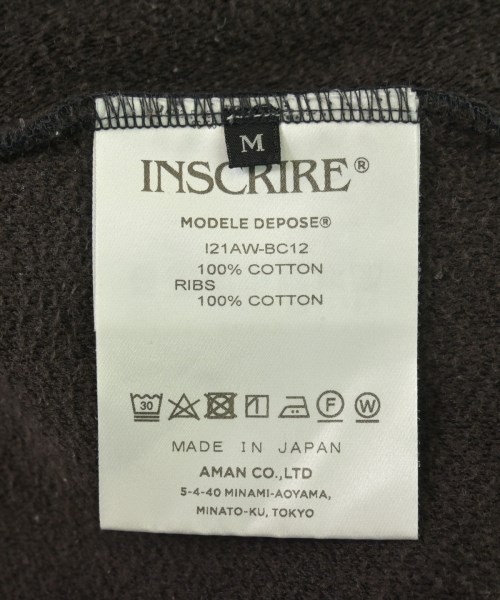 M
INSCRIRE®
MODELE DEPOSE®
I21AW-BC12
100% COTTON
RIBS
100% COTTON
30 F W
MADE IN JAPAN
AMAN CO.,LTD
5-4-40 MINAMI-AOYAMA,
MINATO-KU, TOKYO